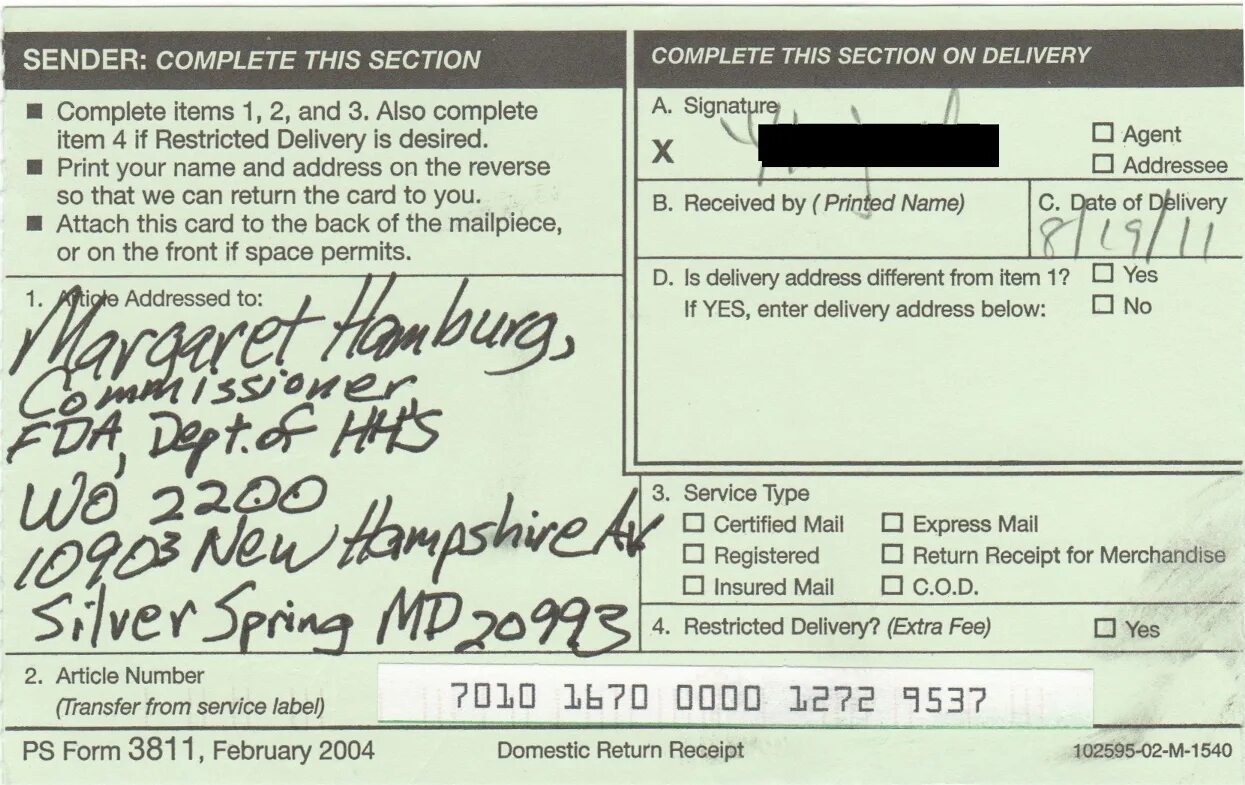 SENDER: COMPLETE THIS SECTION
■ Complete items 1, 2, and 3. Also complete
item 4 if Restricted Delivery is desired.
■ Print your name and address on the reverse
so that we can return the card to you.
■ Attach this card to the back of the mailpiece,
or on the front if space permits.
1. Article Addressed to:
Margaret Hamburg,
Commissioner
FDA, Dept. of HHS
WO 2200
10903 New Hampshire Av
Silver Spring MD 20993
2. Article Number
(Transfer from service label)
7010 1670 0000 1272 9537
COMPLETE THIS SECTION ON DELIVERY
A. Signature
X
☐ Agent
☐ Addressee
B. Received by (Printed Name)
C. Date of Delivery
8/19/11
D. Is delivery address different from item 1? ☐ Yes
If YES, enter delivery address below: ☐ No
3. Service Type
☐ Certified Mail ☐ Express Mail
☐ Registered ☐ Return Receipt for Merchandise
☐ Insured Mail ☐ C.O.D.
4. Restricted Delivery? (Extra Fee) ☐ Yes
PS Form 3811, February 2004 Domestic Return Receipt 102595-02-M-1540